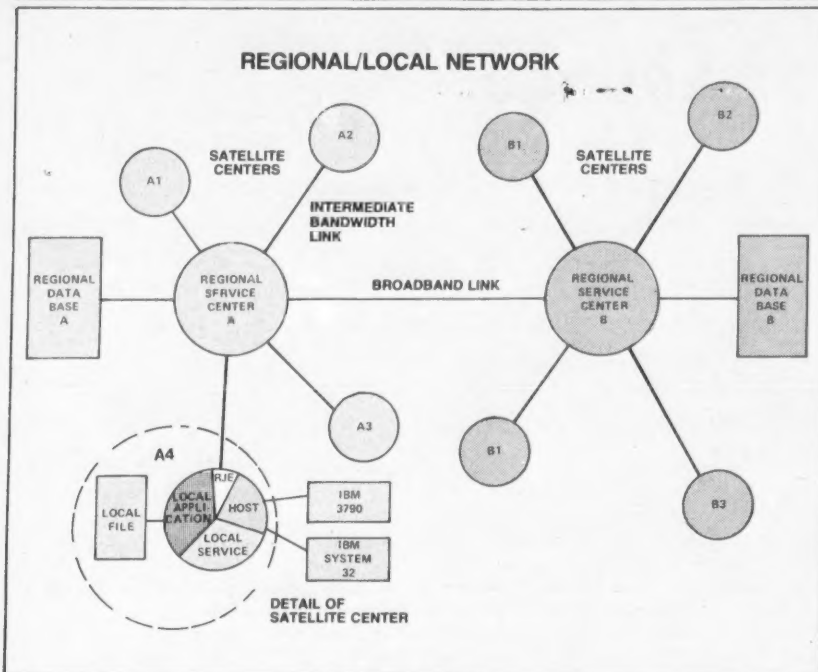 REGIONAL/LOCAL NETWORK
A2
B2
B1
A1
SATELLITE
CENTERS
SATELLITE
CENTERS
INTERMEDIATE
BANDWIDTH
LINK
REGIONAL
DATA
BASE
A
REGIONAL
SERVICE
CENTER
A
BROADBAND LINK
REGIONAL
SERVICE
CENTER
B
REGIONAL
DATA
BASE
B
A3
B1
B3
A4
LOCAL
FILE
LOCAL
APPLI-
CATION
RJE
HOST
LOCAL
SERVICE
IBM
3790
IBM
SYSTEM
32
DETAIL OF
SATELLITE CENTER